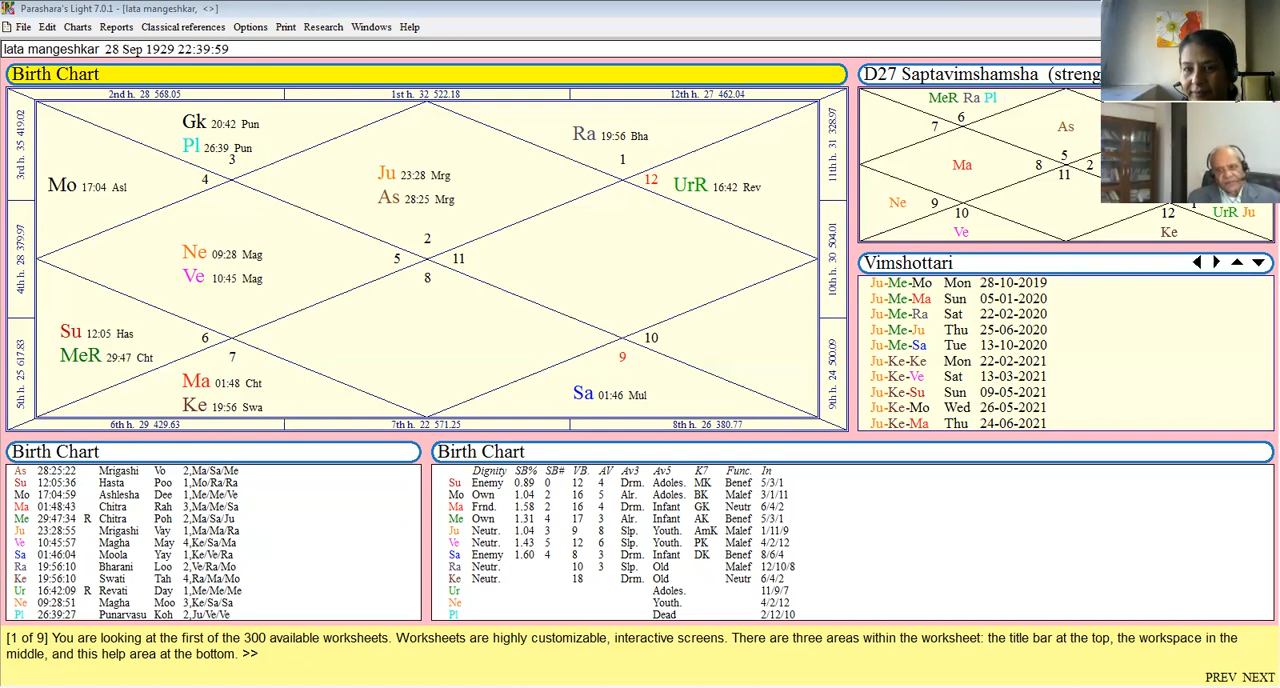 Parashara's Light 7.0.1 - [lata mangeshkar, <>]
File Edit Charts Reports Classical references Options Print Research Windows Help
lata mangeshkar 28 Sep 1929 22:39:59
Birth Chart
2nd h. 28 568.05
1st h. 32 522.18
12th h. 27 462.04
3rd h. 35 419.02
4th h. 28 379.97
5th h. 25 617.83
11th h. 31 328.97
10th h. 30 504.01
9th h. 24 500.09
6th h. 29 429.63
7th h. 22 571.25
8th h. 26 380.77
Gk 20:42 Pun
Pl 26:39 Pun
3
Ra 19:56 Bha
1
Mo 17:04 Asl
4
Ju 23:28 Mrg
As 28:25 Mrg
12
UrR 16:42 Rev
2
5
11
8
Ne 09:28 Mag
Ve 10:45 Mag
Su 12:05 Has
MeR 29:47 Cht
6
7
Ma 01:48 Cht
Ke 19:56 Swa
10
9
Sa 01:46 Mul
D27 Saptavimshamsha (streng
MeR Ra Pl
6
7
As
Ma
5
8
2
11
Ne
9
10
Ve
12
Ke
UrR Ju
Vimshottari
Ju-Me-Mo Mon 28-10-2019
Ju-Me-Ma Sun 05-01-2020
Ju-Me-Ra Sat 22-02-2020
Ju-Me-Ju Thu 25-06-2020
Ju-Me-Sa Tue 13-10-2020
Ju-Ke-Ke Mon 22-02-2021
Ju-Ke-Ve Sat 13-03-2021
Ju-Ke-Su Sun 09-05-2021
Ju-Ke-Mo Wed 26-05-2021
Ju-Ke-Ma Thu 24-06-2021
Birth Chart
As 28:25:22 Mrigashi Vo 2,Ma/Sa/Me
Su 12:05:36 Hasta Poo 1,Mo/Ra/Ra
Mo 17:04:59 Ashlesha Dee 1,Me/Me/Ve
Ma 01:48:43 Chitra Rah 3,Ma/Me/Sa
Me 29:47:34 R Chitra Poh 2,Ma/Sa/Ju
Ju 23:28:55 Mrigashi Vay 1,Ma/Ma/Ra
Ve 10:45:57 Magha May 4,Ke/Sa/Ma
Sa 01:46:04 Moola Yay 1,Ke/Ve/Ra
Ra 19:56:10 Bharani Loo 2,Ve/Ra/Mo
Ke 19:56:10 Swati Tah 4,Ra/Ma/Mo
Ur 16:42:09 R Revati Day 1,Me/Me/Me
Ne 09:28:51 Magha Moo 3,Ke/Sa/Sa
Pl 26:39:27 Punarvasu Koh 2,Ju/Ve/Ve
Birth Chart
Dignity SB% SB# VB. AV Av3 Av5 K7 Func. In
Su Enemy 0.89 0 12 4 Drm. Adoles. MK Benef 5/3/1
Mo Own 1.04 2 16 5 Alr. Adoles. BK Malef 3/1/11
Ma Frnd. 1.58 2 16 4 Drm. Infant GK Neutr 6/4/2
Me Own 1.31 4 17 3 Alr. Infant AK Benef 5/3/1
Ju Neutr. 1.04 3 9 8 Slp. Youth. AmK Malef 1/11/9
Ve Neutr. 1.43 5 12 6 Slp. Youth. PK Malef 4/2/12
Sa Enemy 1.60 4 8 3 Drm. Infant DK Benef 8/6/4
Ra Neutr. 10 3 Slp. Old Malef 12/10/8
Ke Neutr. 18 Drm. Old Neutr 6/4/2
Ur Adoles. 11/9/7
Ne Youth. 4/2/12
Pl Dead 2/12/10
[1 of 9] You are looking at the first of the 300 available worksheets. Worksheets are highly customizable, interactive screens. There are three areas within the worksheet: the title bar at the top, the workspace in the
middle, and this help area at the bottom. >>
PREV NEXT